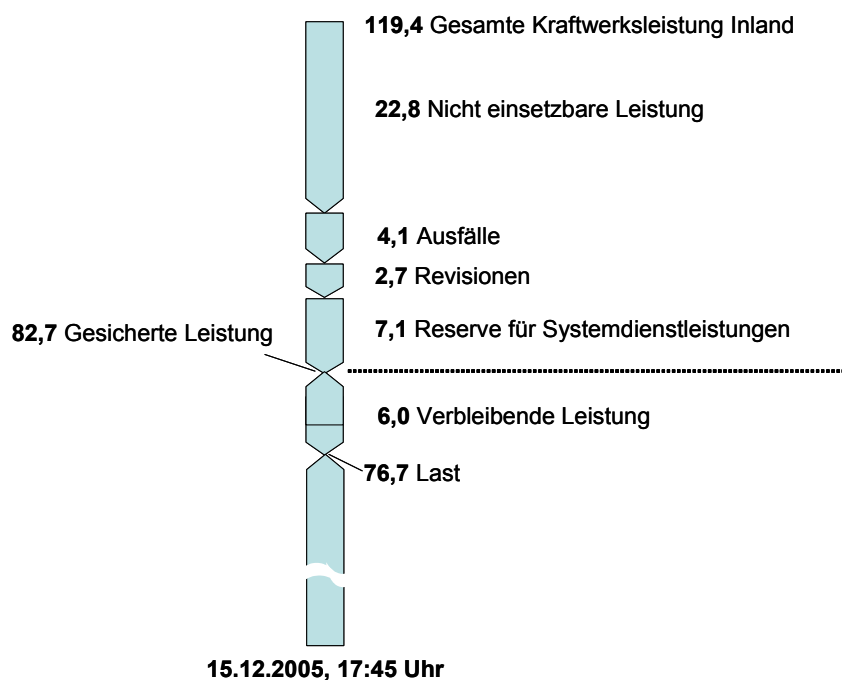 119,4 Gesamte Kraftwerksleistung Inland
22,8 Nicht einsetzbare Leistung
4,1 Ausfälle
2,7 Revisionen
82,7 Gesicherte Leistung
7,1 Reserve für Systemdienstleistungen
6,0 Verbleibende Leistung
76,7 Last
15.12.2005, 17:45 Uhr